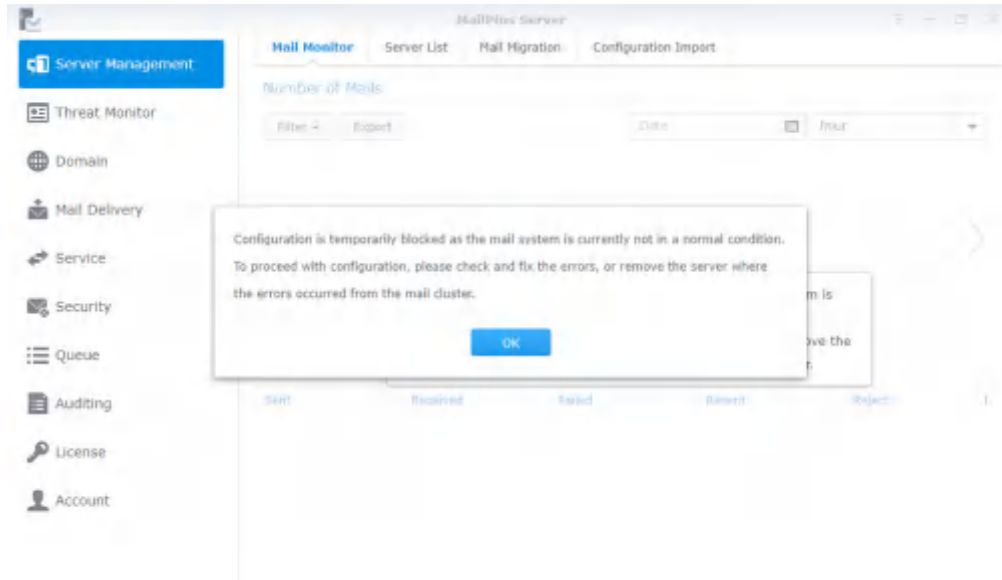 MailPlus Server
Mail Monitor Server List Mail Migration Configuration Import
Server Management
Number of Mails
Threat Monitor
Filter Export Date Hour
Domain
Mail Delivery
Configuration is temporarily blocked as the mail system is currently not in a normal condition.
To proceed with configuration, please check and fix the errors, or remove the server where
the errors occurred from the mail cluster.
Service
m is
Security
OK
ove the
r.
Queue
Sent Received Failed Resent Reject
Auditing
License
Account